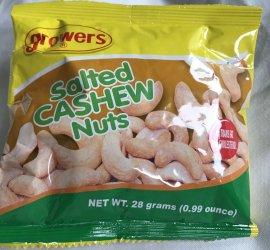 growers
®
Salted
CASHEW
Nuts
NET WT. 28 grams (0.99 ounce)